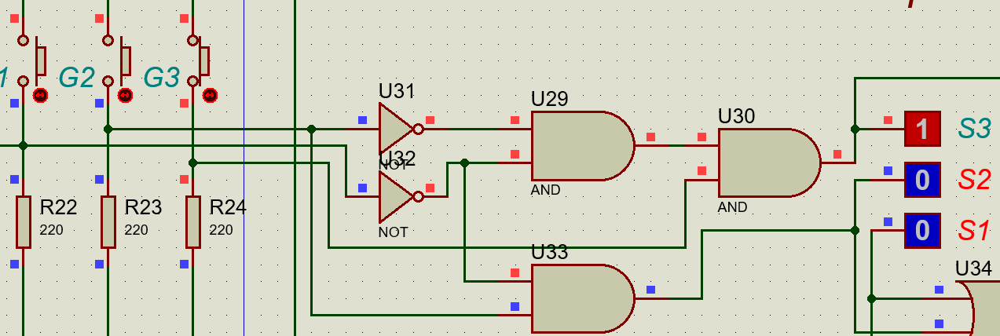 1
G2
G3
U31
NOT
U32
NOT
U29
AND
U30
AND
U33
1
S3
0
S2
0
S1
U34
R22
220
R23
220
R24
220